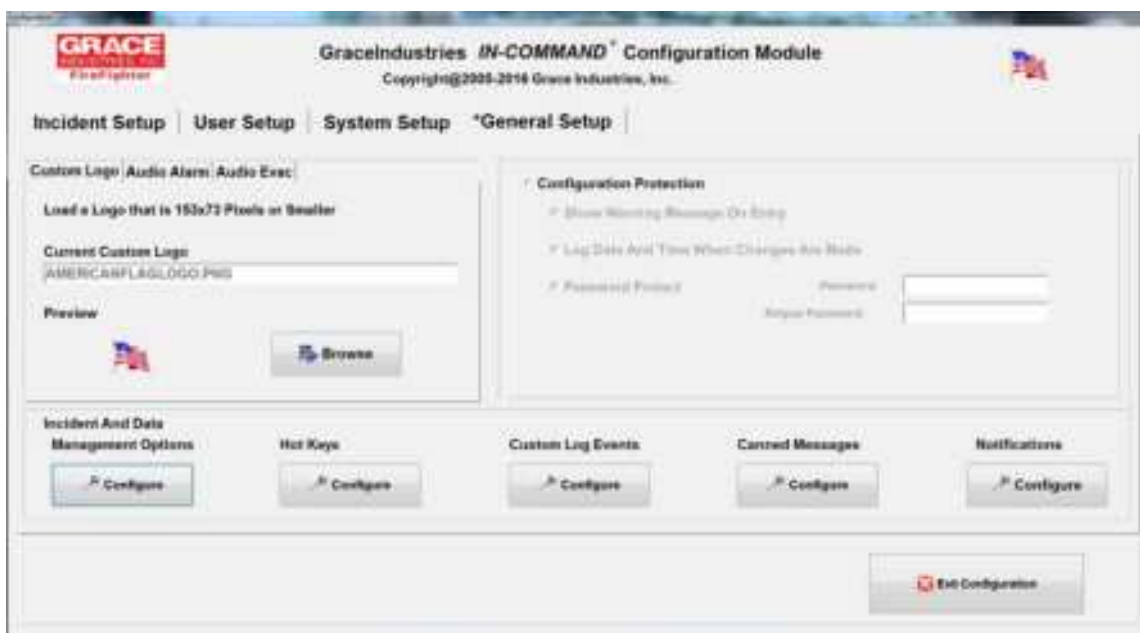 GRACE
INDUSTRIES, INC.
FireFighter
GraceIndustries IN-COMMAND® Configuration Module
Copyright@2005-2016 Grace Industries, Inc.
Incident Setup User Setup System Setup *General Setup
Custom Logo Audio Alarm Audio Evac
Load a Logo that is 153x73 Pixels or Smaller
Current Custom Logo
AMERICANFLAGLOGO.PNG
Preview
Browse
Configuration Protection
Show Warning Message On Entry
Log Date And Time When Changes Are Made
Password Protect Password
Retype Password
Incident And Data
Management Options Hot Keys Custom Log Events Canned Messages Notifications
Configure Configure Configure Configure Configure
Exit Configuration